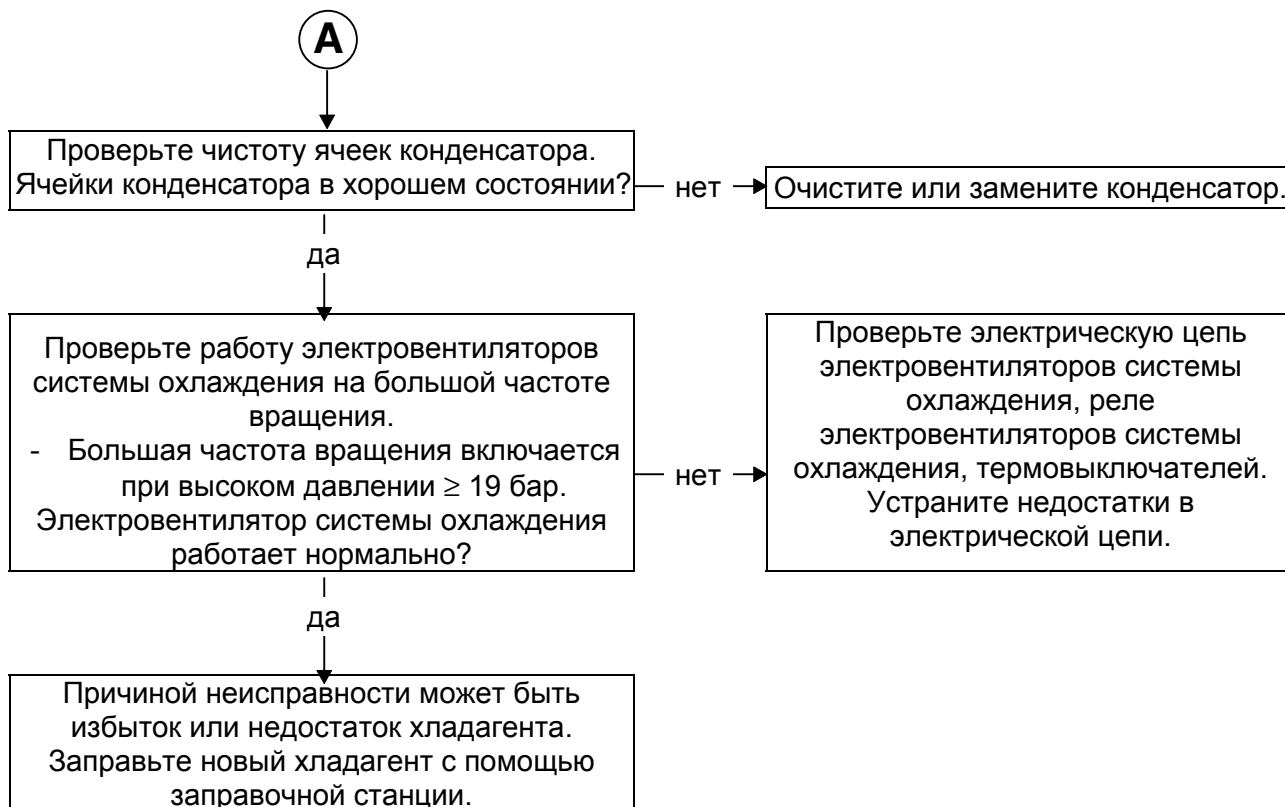 A
Проверьте чистоту ячеек конденсатора.
Ячейки конденсатора в хорошем состоянии?
нет
Очистите или замените конденсатор.
да
Проверьте работу электровентиляторов
системы охлаждения на большой частоте
вращения.
- Большая частота вращения включается
при высоком давлении ≥ 19 бар.
Электровентилятор системы охлаждения
работает нормально?
нет
Проверьте электрическую цепь
электровентиляторов системы
охлаждения, реле
электровентиляторов системы
охлаждения, термовыключателей.
Устраните недостатки в
электрической цепи.
да
Причиной неисправности может быть
избыток или недостаток хладагента.
Заправьте новый хладагент с помощью
заправочной станции.